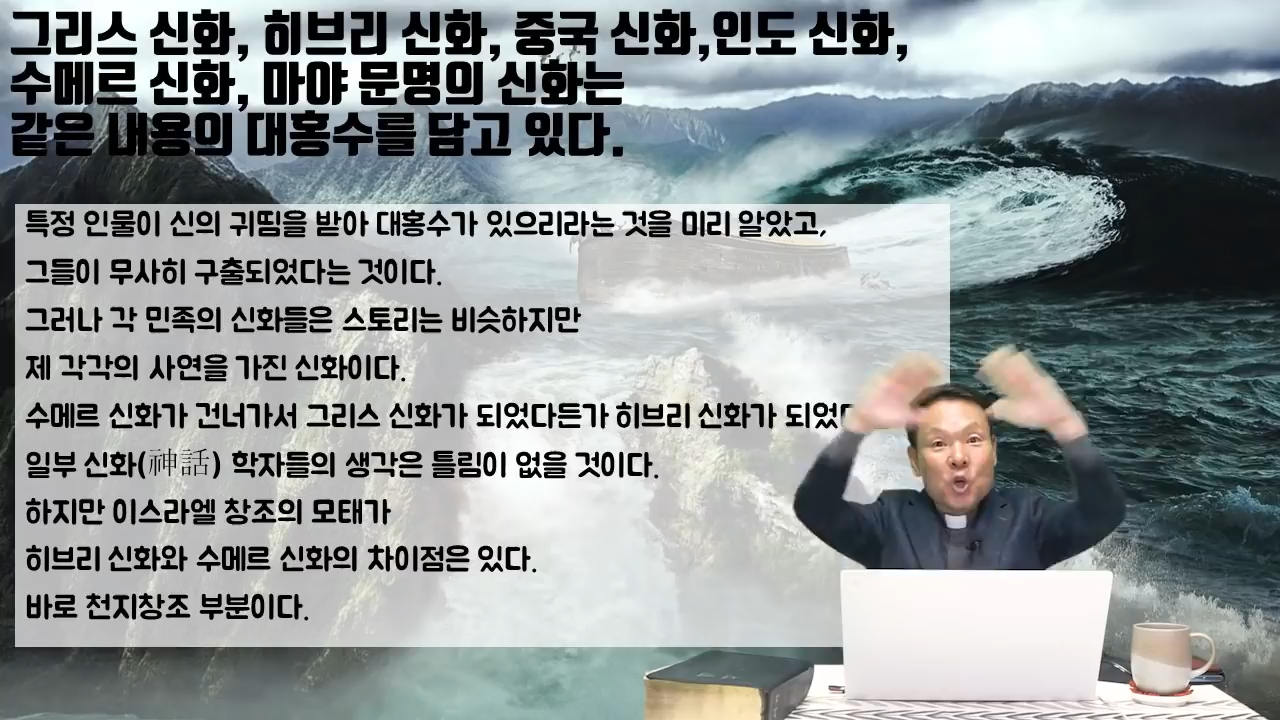 그리스 신화, 히브리 신화, 중국 신화,인도 신화,
수메르 신화, 마야 문명의 신화는
같은 내용의 대홍수를 담고 있다.
특정 인물이 신의 귀띔을 받아 대홍수가 있으리라는 것을 미리 알았고,
그들이 무사히 구출되었다는 것이다.
그러나 각 민족의 신화들은 스토리는 비슷하지만
제 각각의 사연을 가진 신화이다.
수메르 신화가 건너가서 그리스 신화가 되었다든가 히브리 신화가
일부 신화(神話) 학자들의 생각은 틀림이 없을 것이다.
하지만 이스라엘 창조의 모태가
히브리 신화와 수메르 신화의 차이점은 있다.
바로 천지창조 부분이다.